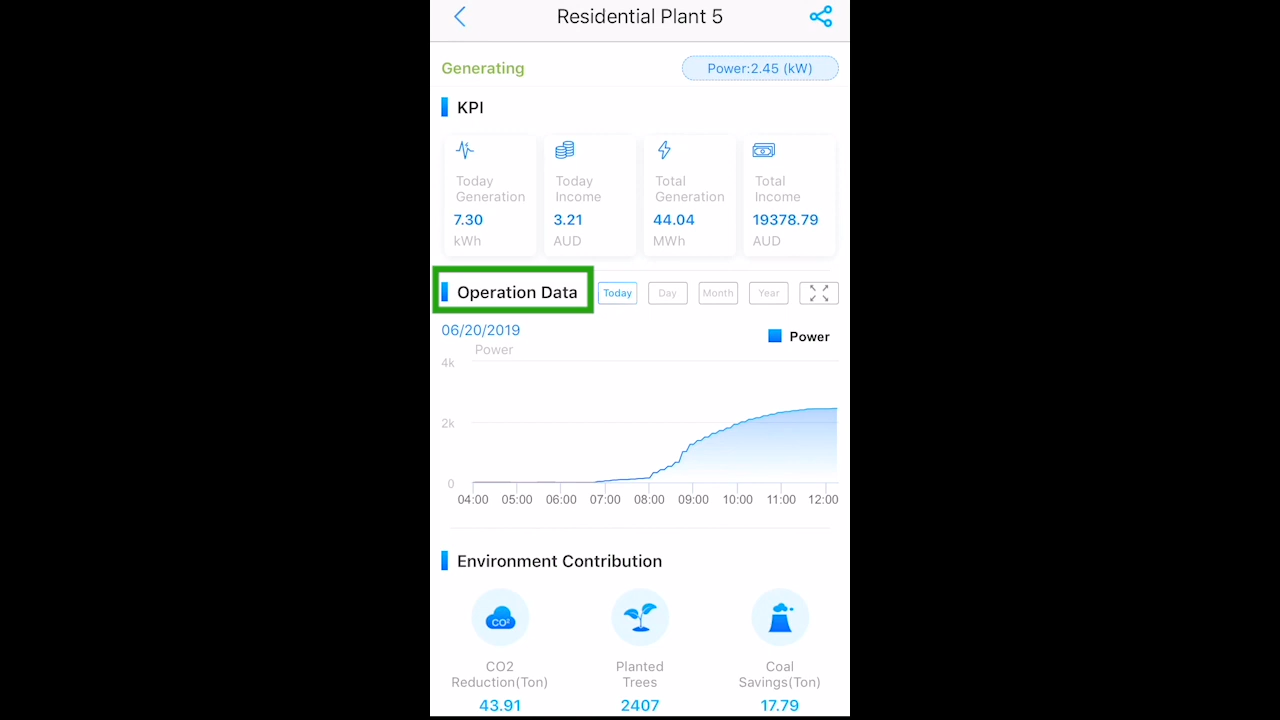 Residential Plant 5
Generating
Power:2.45 (kW)
KPI
Today Generation
7.30
kWh
Today Income
3.21
AUD
Total Generation
44.04
MWh
Total Income
19378.79
AUD
Operation Data
Today
Day
Month
Year
06/20/2019
Power
Power
4k
2k
0
04:00 05:00 06:00 07:00 08:00 09:00 10:00 11:00 12:00
Environment Contribution
CO2
CO2 Reduction(Ton)
43.91
Planted Trees
2407
Coal Savings(Ton)
17.79